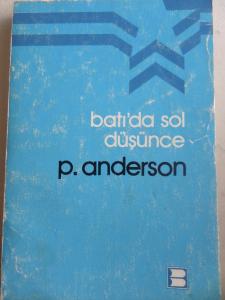 batı'da sol
düşünce
p. anderson
B